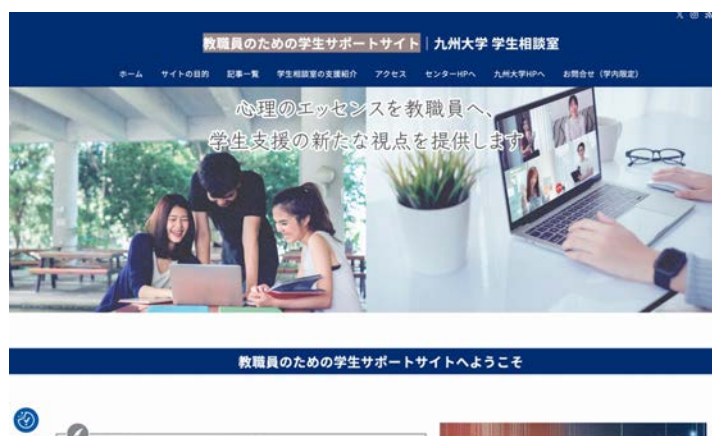 教職員のための学生サポートサイト｜九州大学 学生相談室
ホーム サイトの目的 記事一覧 学生相談室の支援紹介 アクセス センターHPへ 九州大学HPへ お問合せ（学内限定）
心理のエッセンスを教職員へ、
学生支援の新たな視点を提供します
教職員のための学生サポートサイトへようこそ